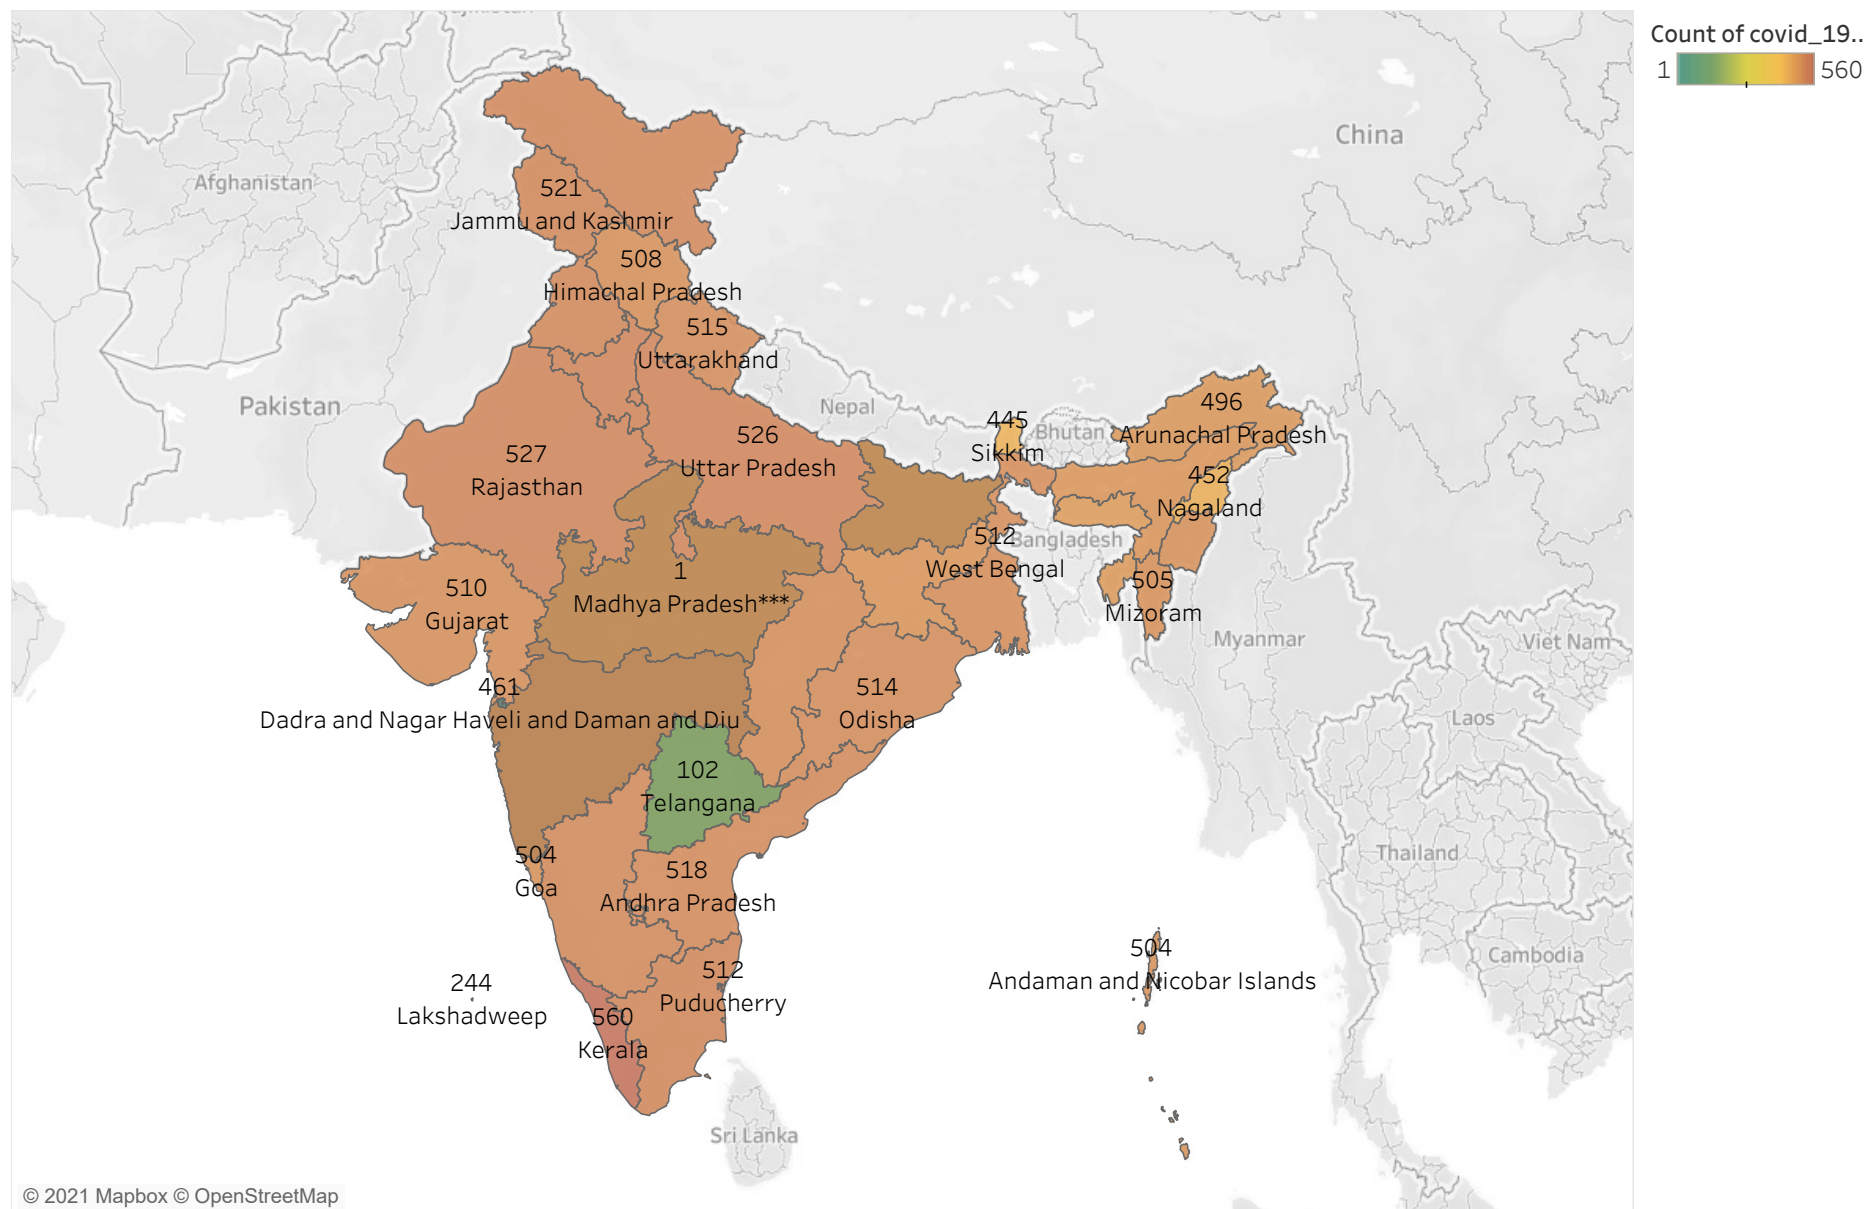 Count of covid_19..
1
560
China
Afghanistan
521
Jammu and Kashmir
508
Himachal Pradesh
515
Uttarakhand
Pakistan
Nepal
445
Sikkim
Bhutan
496
Arunachal Pradesh
527
Rajasthan
526
Uttar Pradesh
452
Nagaland
512
West Bengal
Bangladesh
1
Madhya Pradesh***
510
Gujarat
505
Mizoram
Myanmar
Viet Nam
461
Dadra and Nagar Haveli and Daman and Diu
514
Odisha
Laos
102
Telangana
504
Goa
518
Andhra Pradesh
Thailand
504
Andaman and Nicobar Islands
Cambodia
244
Lakshadweep
512
Puducherry
560
Kerala
Sri Lanka
© 2021 Mapbox © OpenStreetMap